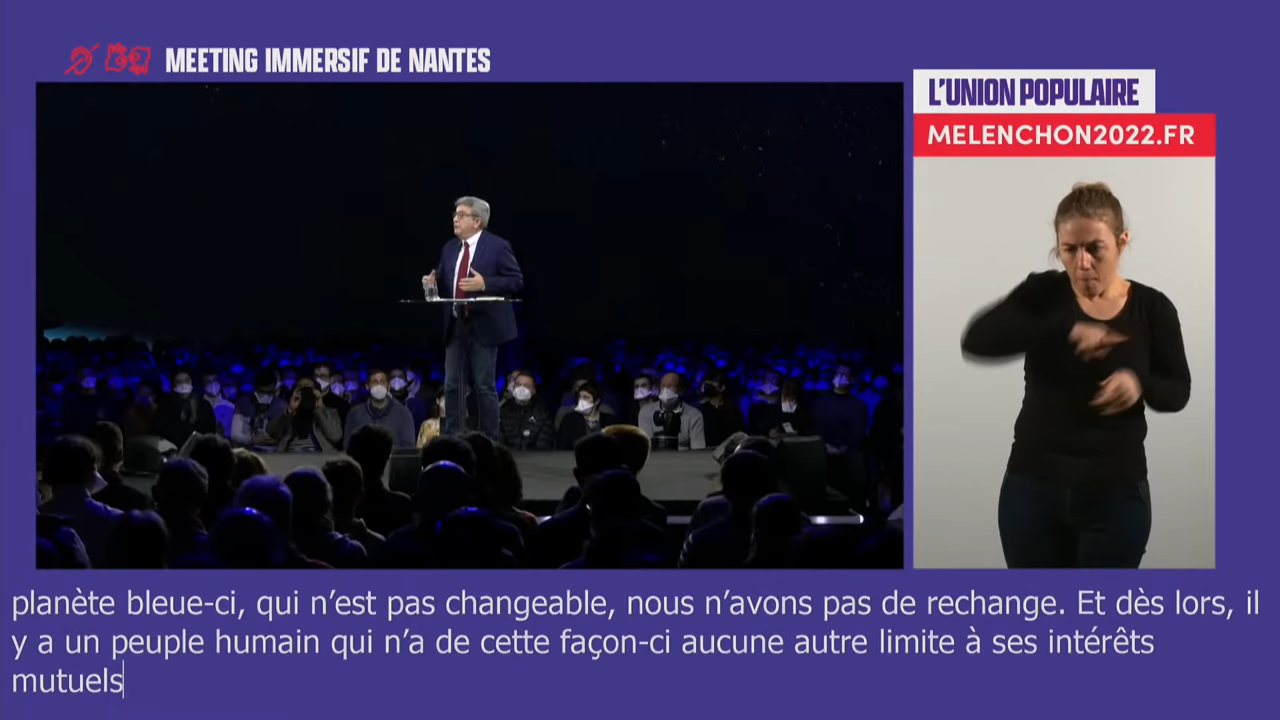 MEETING IMMERSIF DE NANTES
L'UNION POPULAIRE
MELENCHON2022.FR
planète bleue-ci, qui n'est pas changeable, nous n'avons pas de rechange. Et dès lors, il
y a un peuple humain qui n'a de cette façon-ci aucune autre limite à ses intérêts
mutuels